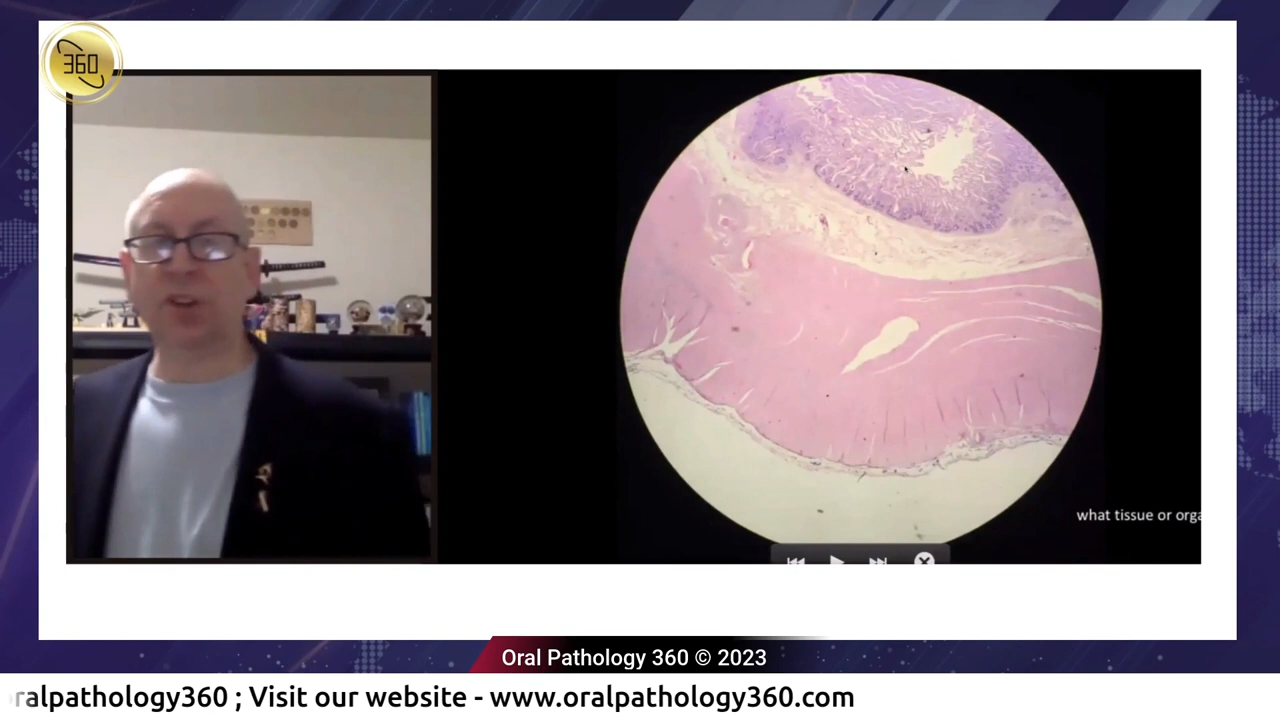 360
what tissue or orga
Oral Pathology 360 © 2023
ralpathology360 ; Visit our website - www.oralpathology360.com